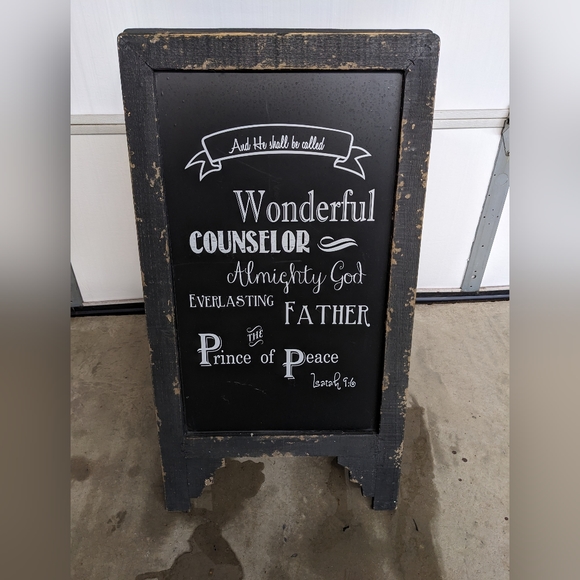 And He shall be called
Wonderful
COUNSELOR
Almighty God
EVERLASTING FATHER
THE
Prince of Peace
Isaiah 9:6